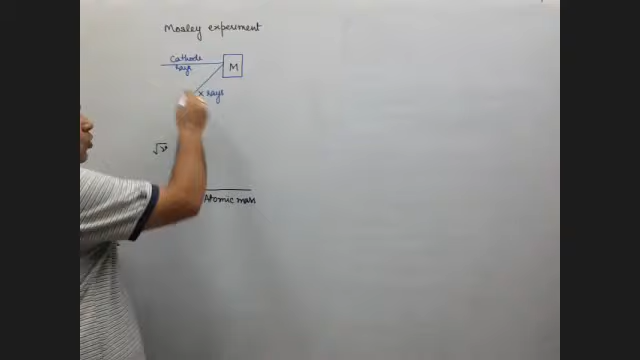 Mosley experiment
Cathode
rays
M
X rays
√ν
Atomic mass